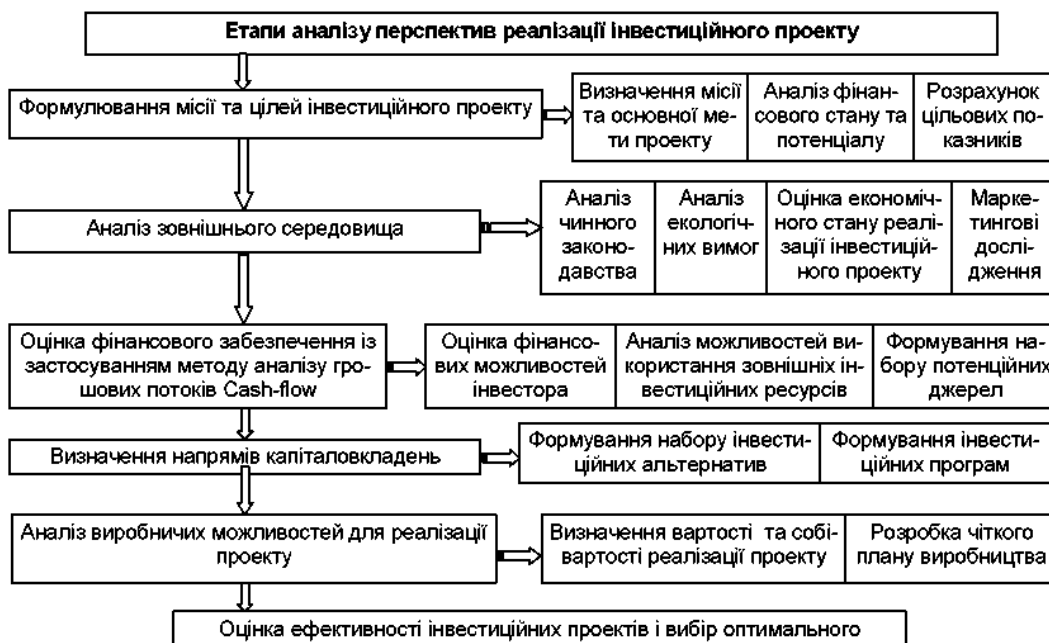 Етапи аналізу перспектив реалізації інвестиційного проекту
Формулювання місії та цілей інвестиційного проекту
Визначення місії
та основної ме-
ти проекту
Аналіз фінан-
сового стану та
потенціалу
Розрахунок
цільових по-
казників
Аналіз зовнішнього середовища
Аналіз
чинного
законо-
давства
Аналіз
екологіч-
них вимог
Оцінка економіч-
ного стану реалі-
зації інвестицій-
ного проекту
Марке-
тингові
дослі-
дження
Оцінка фінансового забезпечення із
застосуванням методу аналізу гро-
шових потоків Cash-flow
Оцінка фінансо-
вих можливостей
інвестора
Аналіз можливостей ви-
користання зовнішніх ін-
вестиційних ресурсів
Формування на-
бору потенційних
джерел
Визначення напрямів капіталовкладень
Формування набору інвести-
ційних альтернатив
Формування інвести-
ційних програм
Аналіз виробничих можливостей для реалізації
проекту
Визначення вартості та собі-
вартості реалізації проекту
Розробка чіткого
плану виробництва
Оцінка ефективності інвестиційних проектів і вибір оптимального